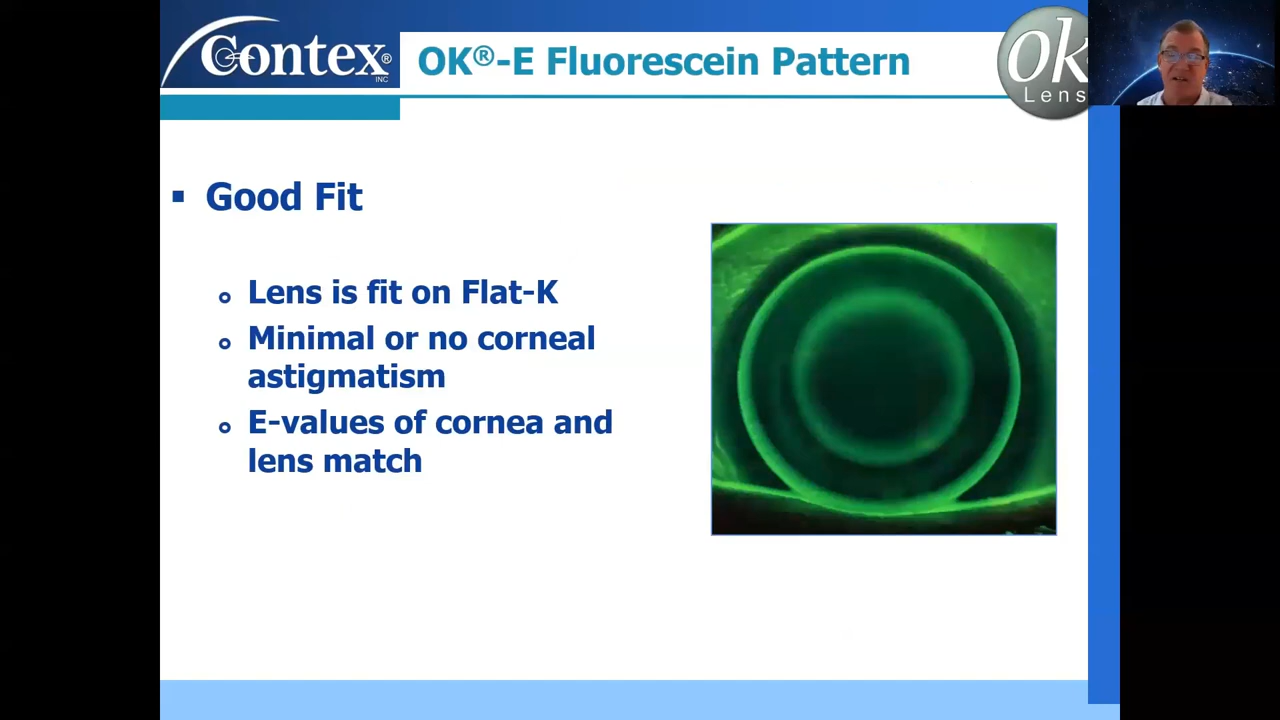 Contex®
INC
OK®-E Fluorescein Pattern
ok
Lens
Good Fit
Lens is fit on Flat-K
Minimal or no corneal
astigmatism
E-values of cornea and
lens match